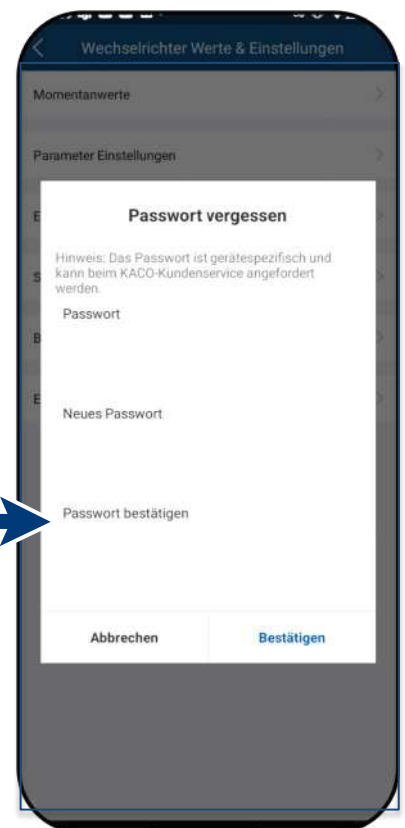 Wechselrichter Werte & Einstellungen
Momentanwerte
Parameter Einstellungen
E
Passwort vergessen
Hinweis: Das Passwort ist gerätespezifisch und
kann beim KACO-Kundenservice angefordert
werden.
S
Passwort
B
E
Neues Passwort
Passwort bestätigen
Abbrechen
Bestätigen